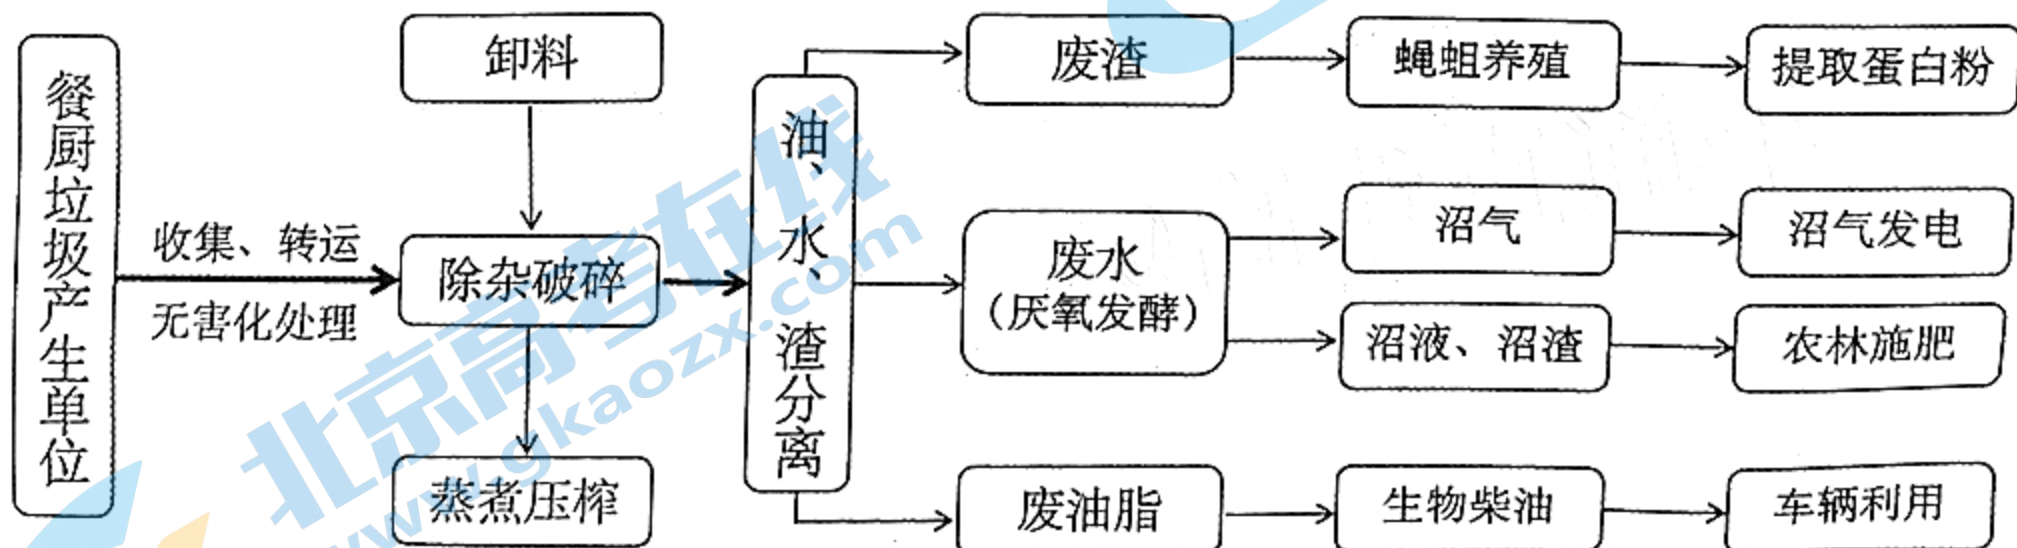 餐厨垃圾产生单位
收集、转运
无害化处理
卸料
除杂破碎
蒸煮压榨
油、水、渣分离
废渣
蝇蛆养殖
提取蛋白粉
废水
（厌氧发酵）
沼气
沼气发电
沼液、沼渣
农林施肥
废油脂
生物柴油
车辆利用
北京高考在线
www.gkaozx.com